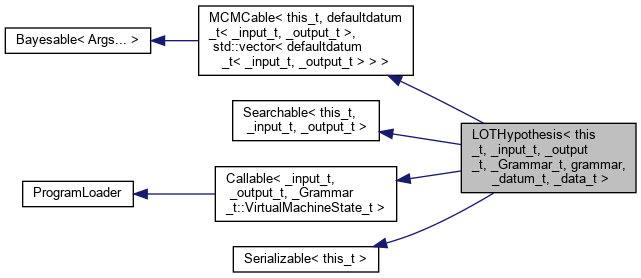 Bayesable< Args... >
MCMCable< this_t, defaultdatum
_t< _input_t, _output_t >,
std::vector< defaultdatum
_t< _input_t, _output_t > > >
Searchable< this_t,
_input_t, _output_t >
ProgramLoader
Callable< _input_t,
_output_t, _Grammar
_t::VirtualMachineState_t >
Serializable< this_t >
LOTHypothesis< this
_t, _input_t, _output
_t, _Grammar_t, grammar,
_datum_t, _data_t >